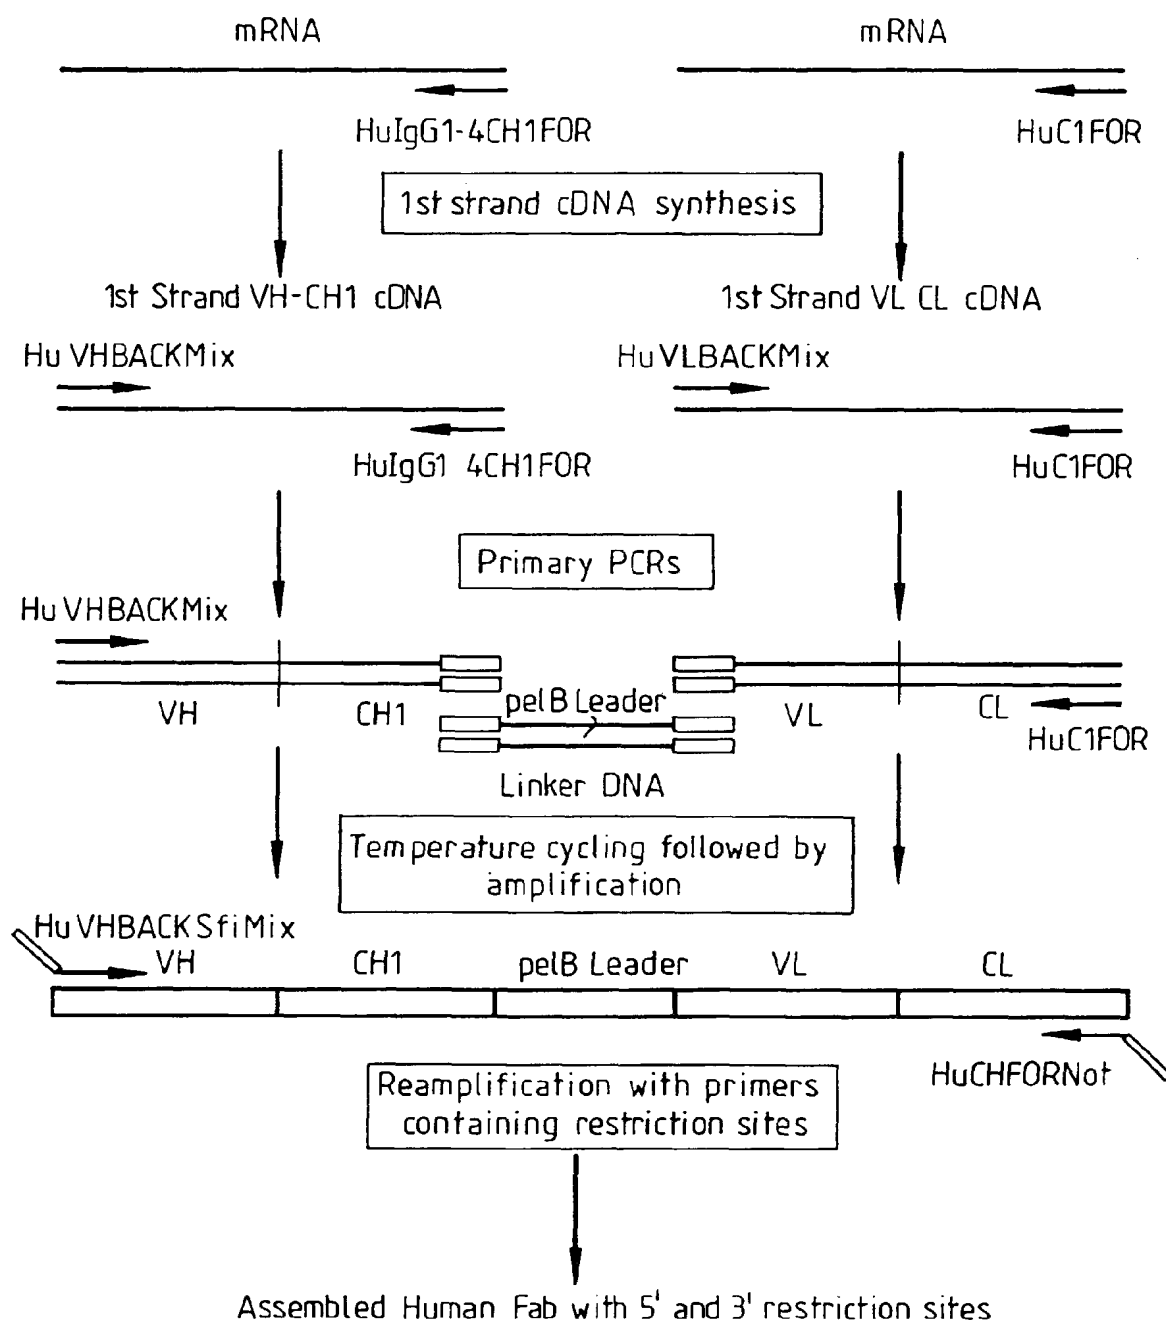 mRNA
mRNA
HuIgG1-4CH1FOR
HuC1FOR
1st strand cDNA synthesis
1st Strand VH-CH1 cDNA
1st Strand VL CL cDNA
Hu VHBACKMix
HuVLBACKMix
HuIgG1 4CH1FOR
HuC1FOR
Primary PCRs
Hu VHBACKMix
VH
CH1
pelB Leader
VL
CL
HuC1FOR
Linker DNA
Temperature cycling followed by
amplification
HuVHBACKSfiMix
VH
CH1
pelB Leader
VL
CL
HuCHFORNot
Reamplification with primers
containing restriction sites
Assembled Human Fab with 5' and 3' restriction sites